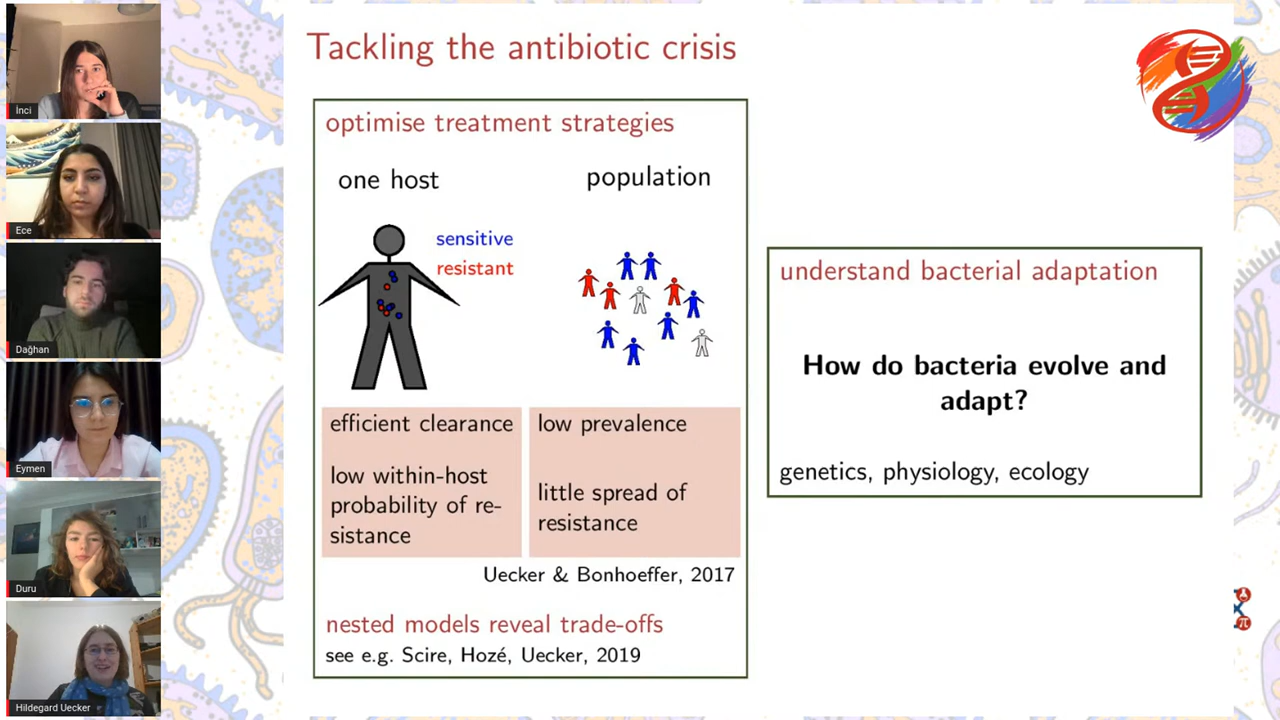 İnci
Ece
Dağhan
Eymen
Duru
Hildegard Uecker
Tackling the antibiotic crisis
optimise treatment strategies
one host
population
sensitive
resistant
efficient clearance
low within-host
probability of re-
sistance
low prevalence
little spread of
resistance
Uecker & Bonhoeffer, 2017
nested models reveal trade-offs
see e.g. Scire, Hozé, Uecker, 2019
understand bacterial adaptation
How do bacteria evolve and
adapt?
genetics, physiology, ecology